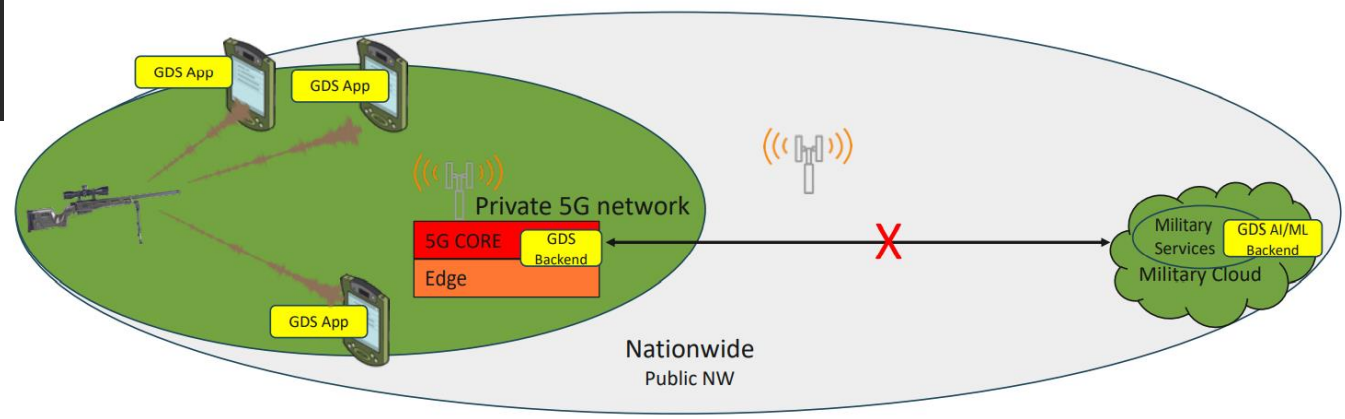 GDS App
GDS App
Private 5G network
5G CORE
GDS
Backend
Edge
GDS App
X
Military
Services
GDS AI/ML
Backend
Military Cloud
Nationwide
Public NW